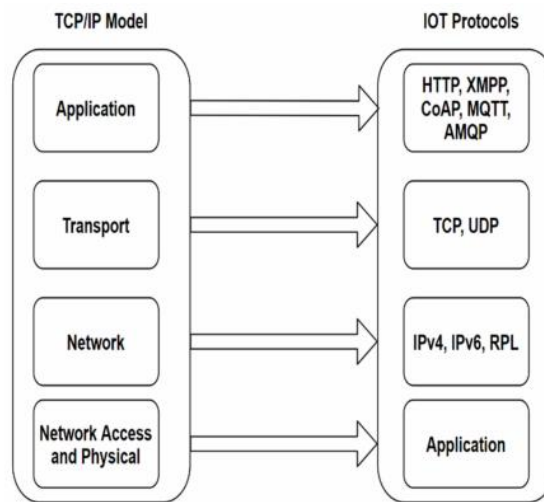 TCP/IP Model
IOT Protocols
Application
HTTP, XMPP,
CoAP, MQTT,
AMQP
Transport
TCP, UDP
Network
IPv4, IPv6, RPL
Network Access
and Physical
Application